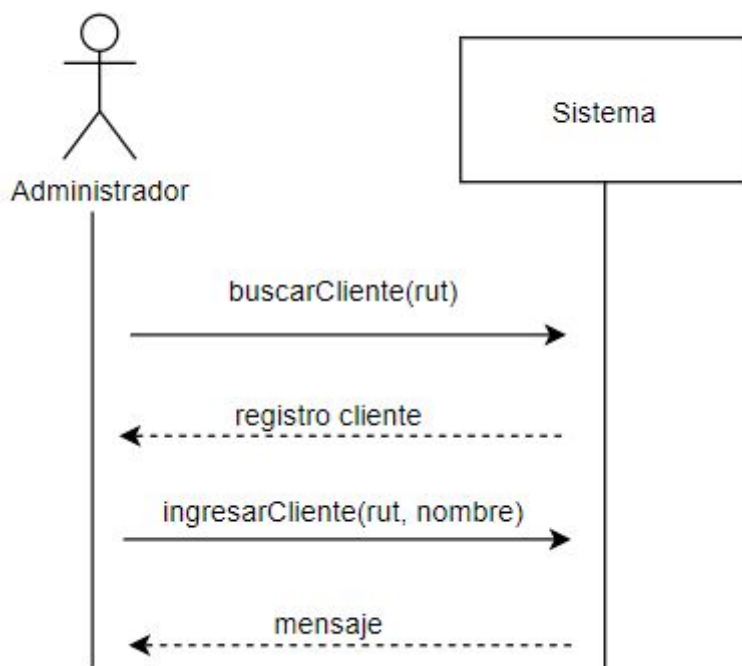 Sistema
Administrador
buscarCliente(rut)
registro cliente
ingresarCliente(rut, nombre)
mensaje